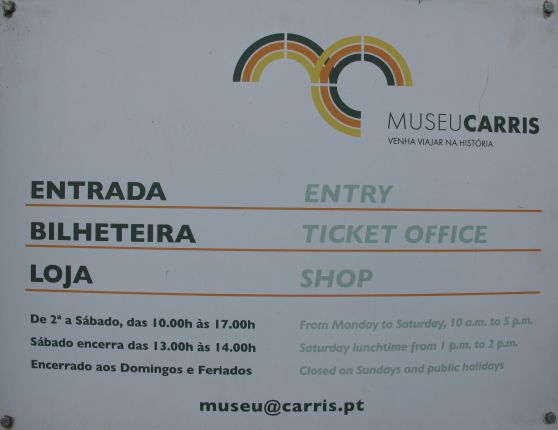 MUSEUCARRIS
VENHA VIAJAR NA HISTÓRIA
ENTRADA ENTRY
BILHETEIRA TICKET OFFICE
LOJA SHOP
De 2ª a Sábado, das 10.00h às 17.00h From Monday to Saturday, 10 a.m. to 5 p.m.
Sábado encerra das 13.00h às 14.00h Saturday lunchtime from 1 p.m. to 2 p.m.
Encerrado aos Domingos e Feriados Closed on Sundays and public holidays
museu@carris.pt